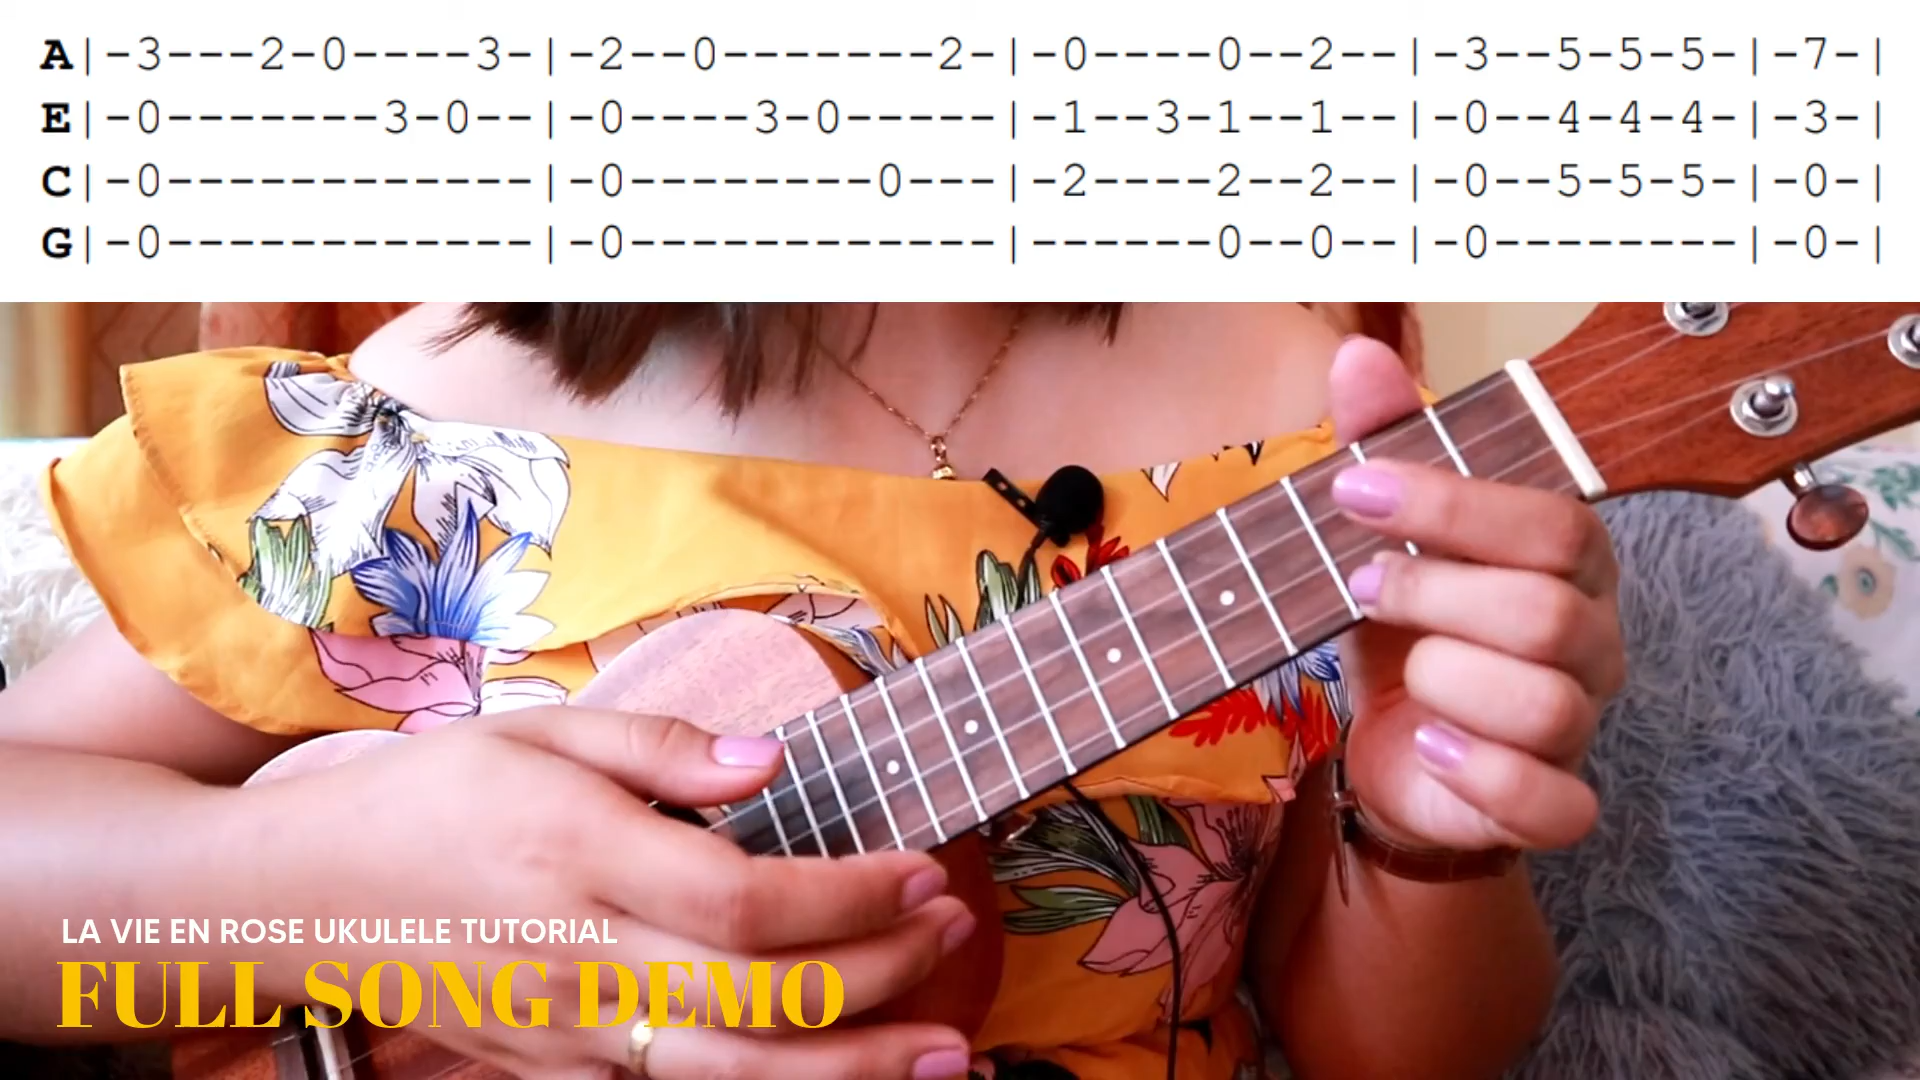 A|-3---2-0----3-|-2--0-------2-|-0----0--2--|-3--5-5-5-|-7-|
E|-0-------3-0--|-0----3-0-----|-1--3-1--1--|-0--4-4-4-|-3-|
C|-0------------|-0--------0---|-2----2--2--|-0--5-5-5-|-0-|
G|-0------------|-0------------|------0--0--|-0--------|-0-|
LA VIE EN ROSE UKULELE TUTORIAL
FULL SONG DEMO